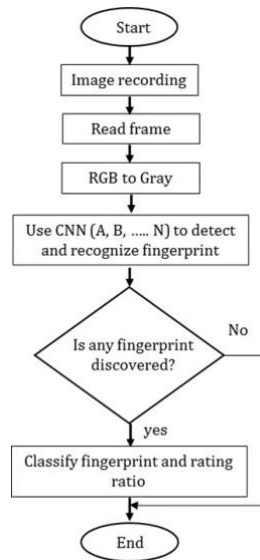 Start
Image recording
Read frame
RGB to Gray
Use CNN (A, B, ..... N) to detect
and recognize fingerprint
Is any fingerprint
discovered?
No
yes
Classify fingerprint and rating
ratio
End